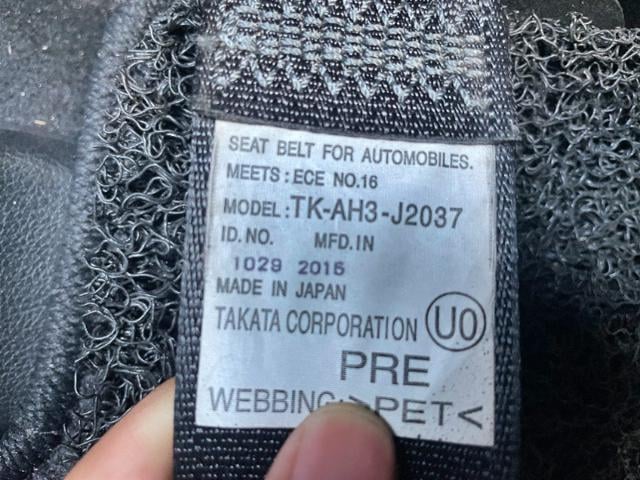 SEAT BELT FOR AUTOMOBILES.
MEETS: ECE NO.16
MODEL: TK-AH3-J2037
ID.NO. MFD.IN
1029 2015
MADE IN JAPAN
TAKATA CORPORATION U0
PRE
WEBBING: >PET<